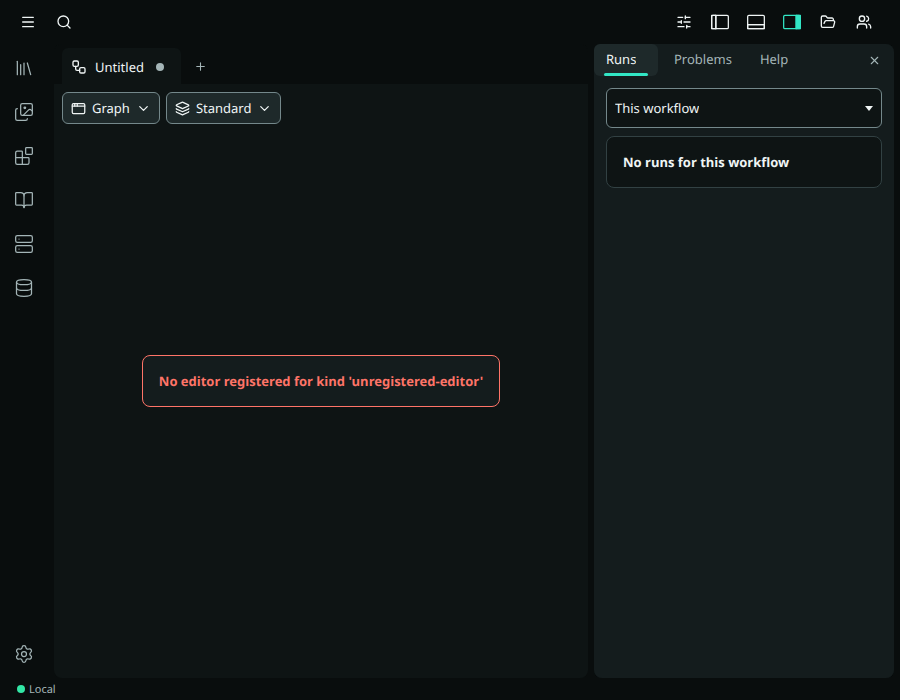 Untitled
Runs
Problems
Help
Graph
Standard
This workflow
No runs for this workflow
No editor registered for kind 'unregistered-editor'
Local